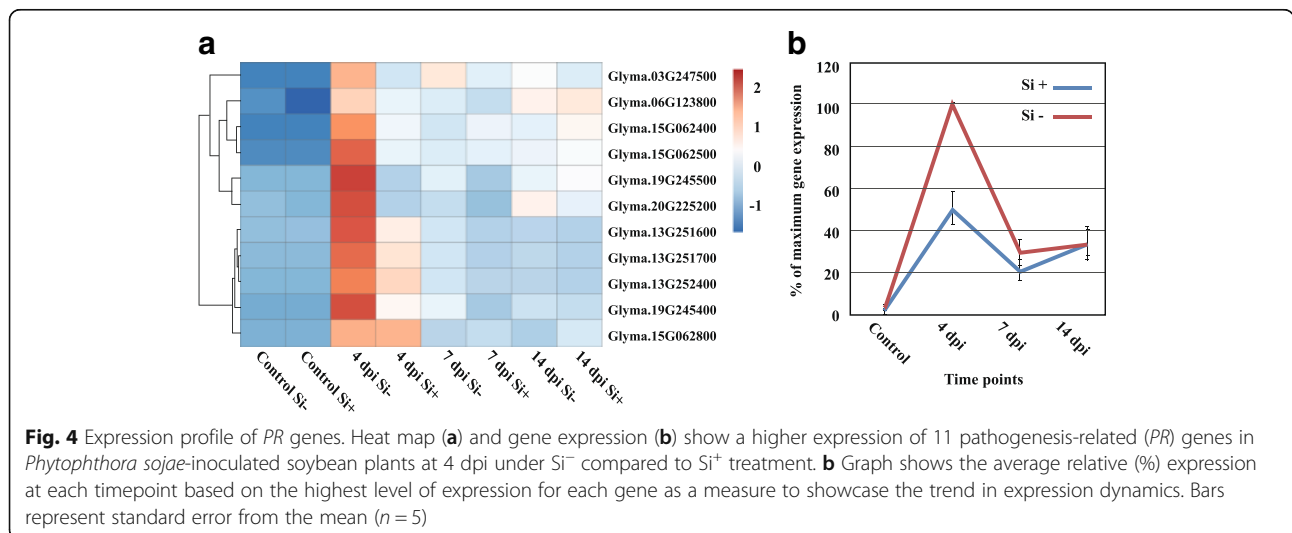 a
Glyma.03G247500
Glyma.06G123800
Glyma.15G062400
Glyma.15G062500
Glyma.19G245500
Glyma.20G225200
Glyma.13G251600
Glyma.13G251700
Glyma.13G252400
Glyma.19G245400
Glyma.15G062800
2
1
0
-1
Control Si-
Control Si+
4 dpi Si-
4 dpi Si+
7 dpi Si-
7 dpi Si+
14 dpi Si-
14 dpi Si+
b
% of maximum gene expression
120
100
80
60
40
20
0
Si +
Si -
Control
4 dpi
7 dpi
14 dpi
Time points
Fig. 4 Expression profile of PR genes. Heat map (a) and gene expression (b) show a higher expression of 11 pathogenesis-related (PR) genes in
Phytophthora sojae-inoculated soybean plants at 4 dpi under Si⁻ compared to Si⁺ treatment. b Graph shows the average relative (%) expression
at each timepoint based on the highest level of expression for each gene as a measure to showcase the trend in expression dynamics. Bars
represent standard error from the mean (n = 5)